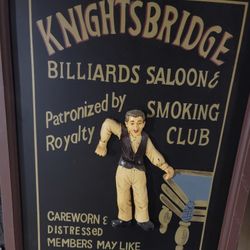 KNIGHTSBRIDGE
BILLIARDS SALOON &
Patronized by SMOKING
Royalty CLUB
CAREWORN &
DISTRESSED
MEMBERS MAY LIKE